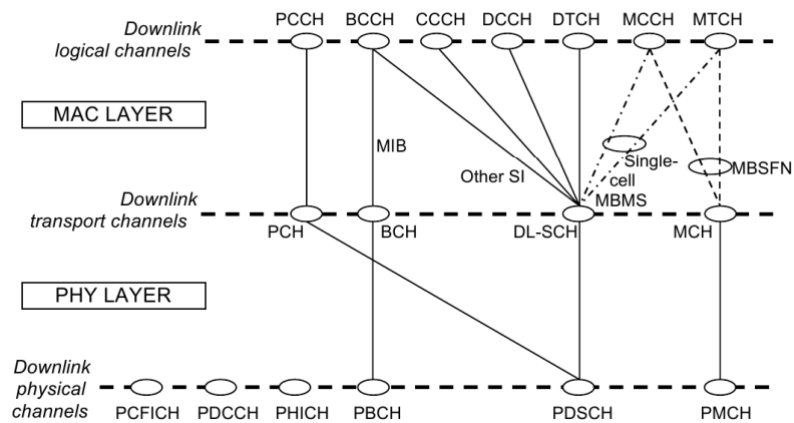 PCCH BCCH CCCH DCCH DTCH MCCH MTCH
Downlink
logical channels
MAC LAYER
MIB
Other SI
Single-
cell
MBMS
MBSFN
Downlink
transport channels
PCH BCH DL-SCH MCH
PHY LAYER
Downlink
physical
channels
PCFICH PDCCH PHICH PBCH PDSCH PMCH